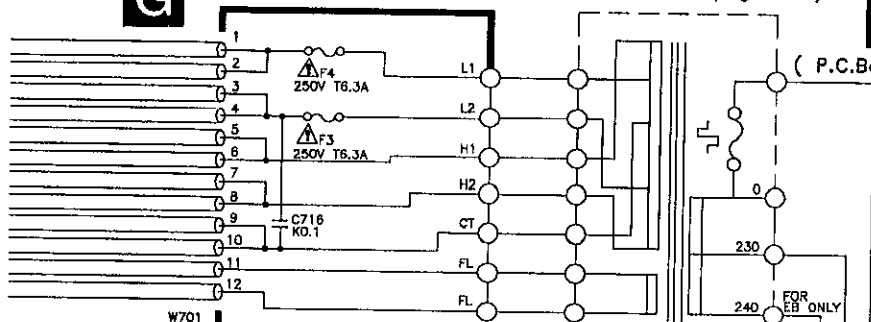 G
1
2
F4
250V T6.3A
L1
( P.C.B
3
4
L2
F3
250V T6.3A
5
6
H1
7
8
H2
0
9
C716
K0.1
10
CT
230
11
FL
12
FL
240
FOR
EB ONLY
W701